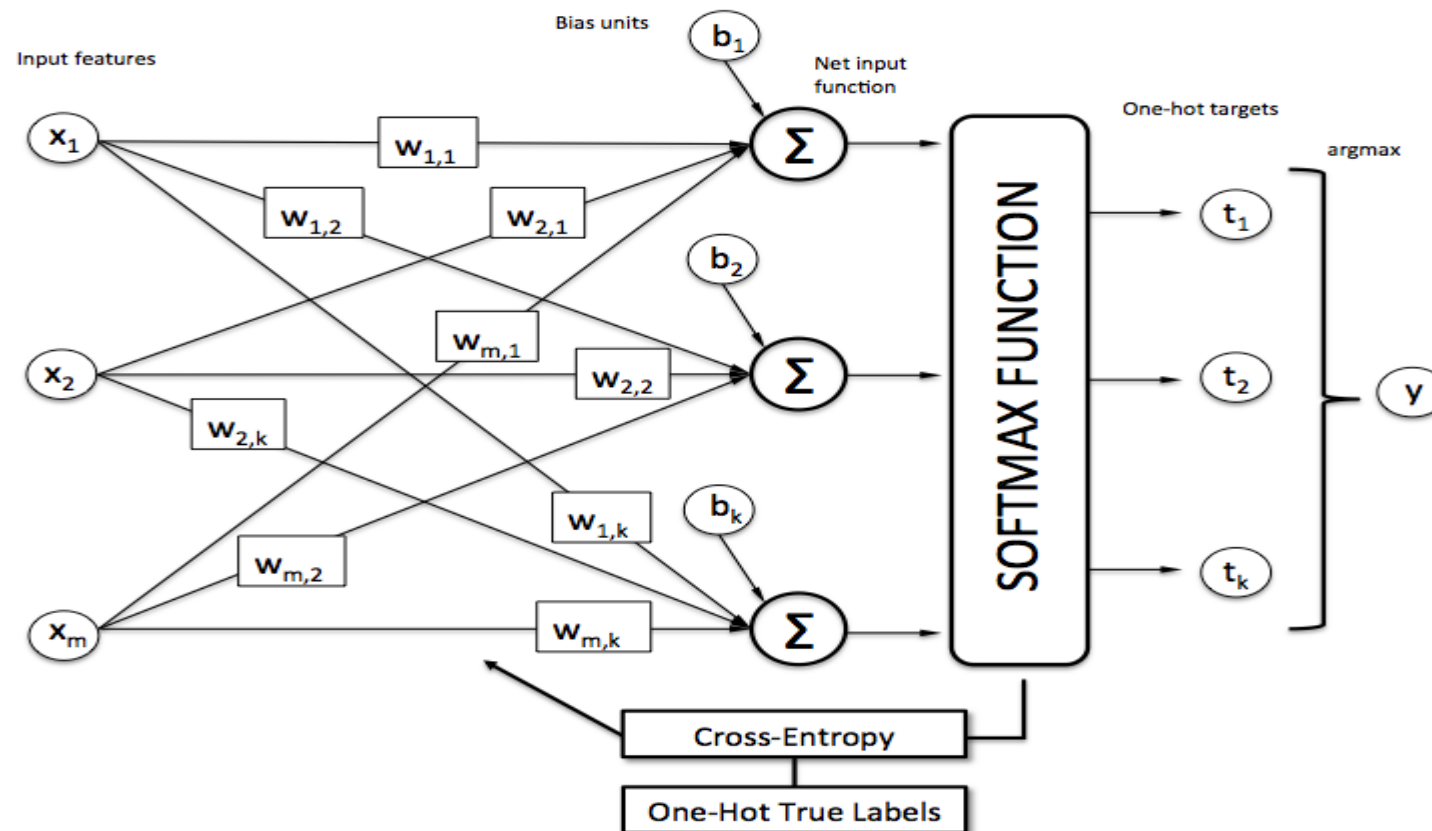 Bias units
b1
Input features
Net input
function
One-hot targets
argmax
x1
w1,1
Σ
w1,2
w2,1
t1
b2
wm,1
x2
w2,2
Σ
SOFTMAX FUNCTION
t2
y
w2,k
bk
w1,k
wm,2
tk
xm
wm,k
Σ
Cross-Entropy
One-Hot True Labels